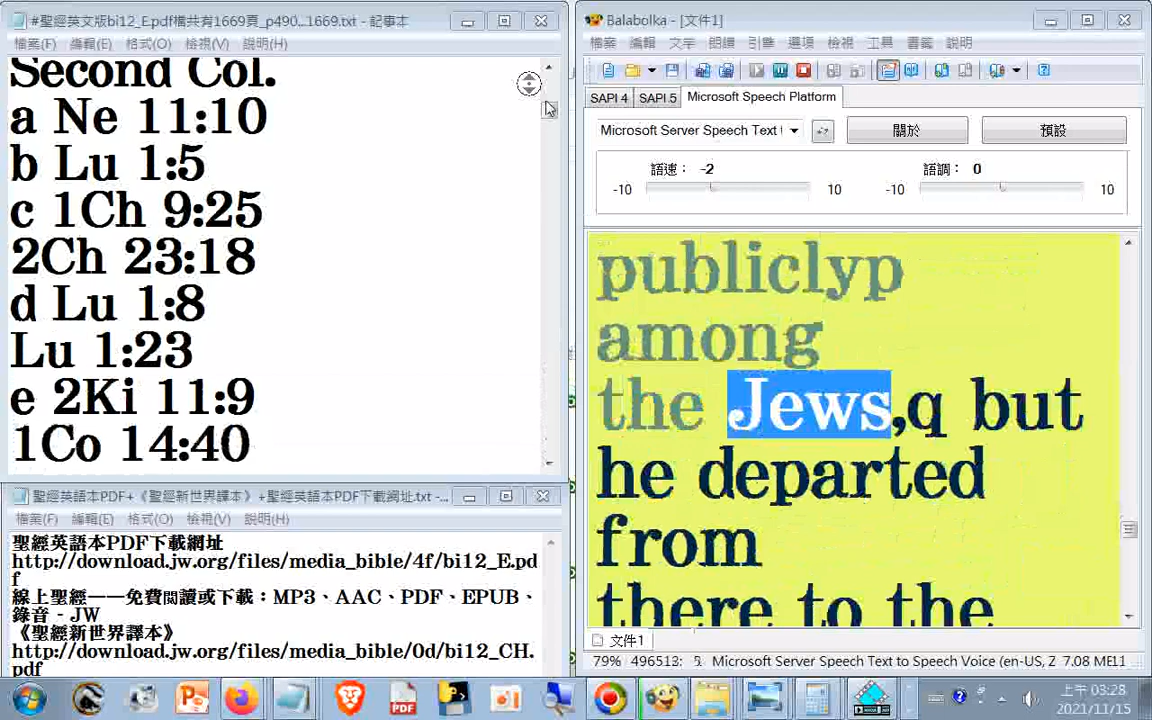 #聖經英文版bi12_E.pdf檔共有1669頁_p490...1669.txt - 記事本
檔案(F) 編輯(E) 格式(O) 檢視(V) 說明(H)
Second Col.
a Ne 11:10
b Lu 1:5
c 1Ch 9:25
2Ch 23:18
d Lu 1:8
Lu 1:23
e 2Ki 11:9
1Co 14:40
聖經英語本PDF+《聖經新世界譯本》+聖經英語本PDF下載網址.txt - ...
檔案(F) 編輯(E) 格式(O) 檢視(V) 說明(H)
聖經英語本PDF下載網址
http://download.jw.org/files/media_bible/4f/bi12_E.pd
f
線上聖經——免費閱讀或下載：MP3、AAC、PDF、EPUB、
錄音 - JW
《聖經新世界譯本》
http://download.jw.org/files/media_bible/0d/bi12_CH.
pdf
Balabolka - [文件1]
檔案 編輯 文字 朗讀 引擎 選項 檢視 工具 書籤 說明
SAPI 4 SAPI 5 Microsoft Speech Platform
Microsoft Server Speech Text t
關於 預設
語速： -2 語調： 0
-10 10 -10 10
publiclyp
among
the Jews,q but
he departed
from
there to the
文件1
79% 496513: Microsoft Server Speech Text to Speech Voice (en-US, Z 7.08 ME11
上午 03:28
2021/11/15